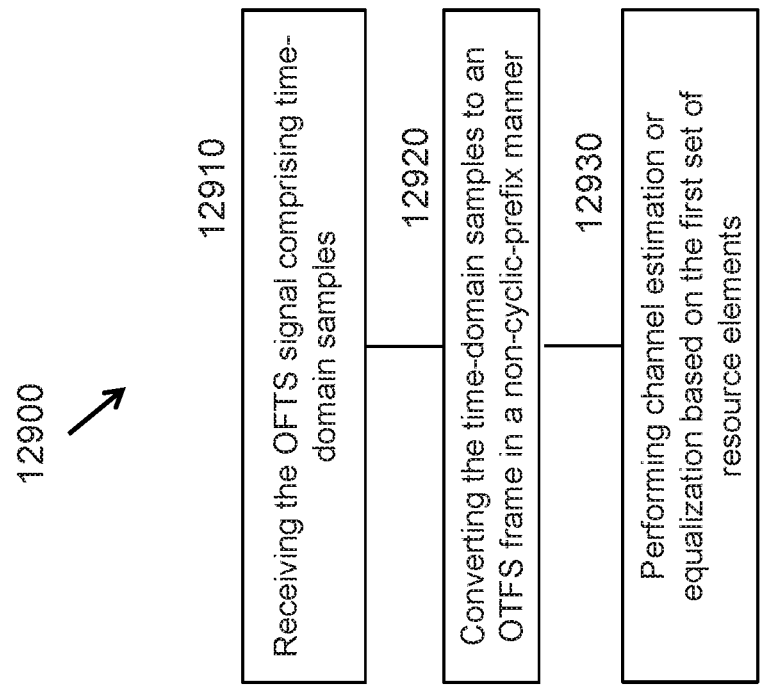 12900
12910
Receiving the OFTS signal comprising time-
domain samples
12920
Converting the time-domain samples to an
OTFS frame in a non-cyclic-prefix manner
12930
Performing channel estimation or
equalization based on the first set of
resource elements